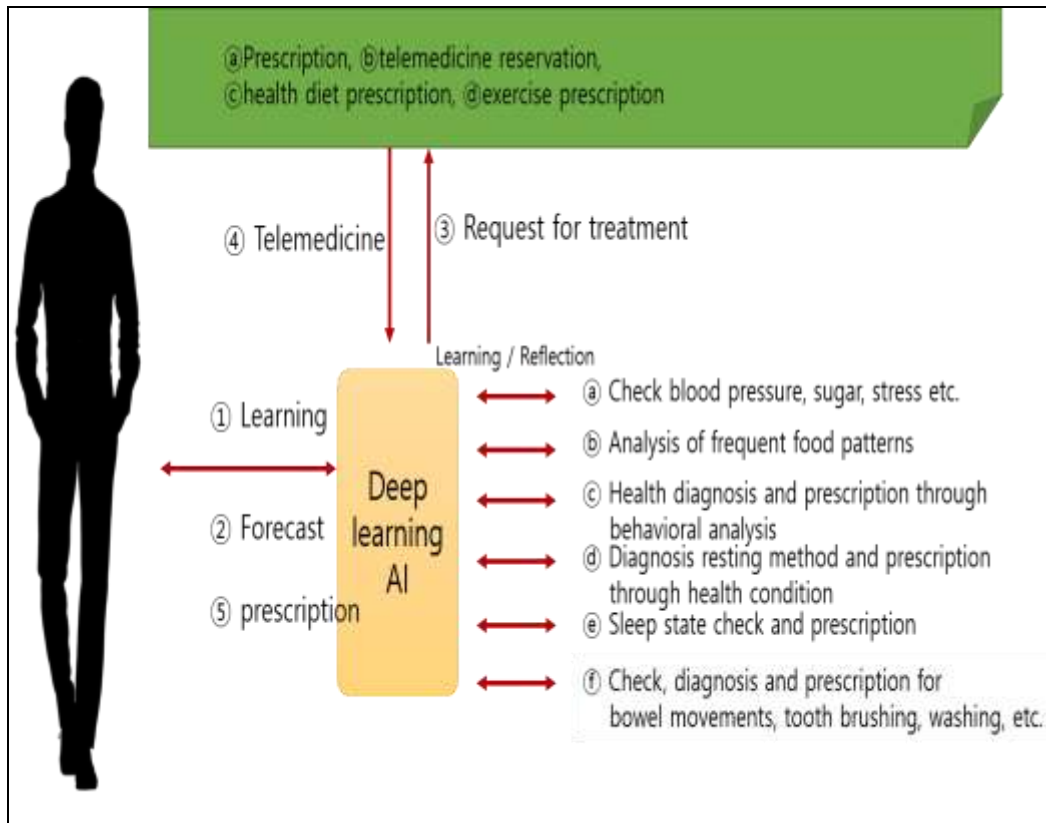 ⓐPrescription, ⓑtelemedicine reservation,
ⓒhealth diet prescription, ⓓexercise prescription
④ Telemedicine
③ Request for treatment
Learning / Reflection
① Learning
② Forecast
⑤ prescription
Deep
learning
AI
ⓐ Check blood pressure, sugar, stress etc.
ⓑ Analysis of frequent food patterns
ⓒ Health diagnosis and prescription through
behavioral analysis
ⓓ Diagnosis resting method and prescription
through health condition
ⓔ Sleep state check and prescription
ⓕ Check, diagnosis and prescription for
bowel movements, tooth brushing, washing, etc.